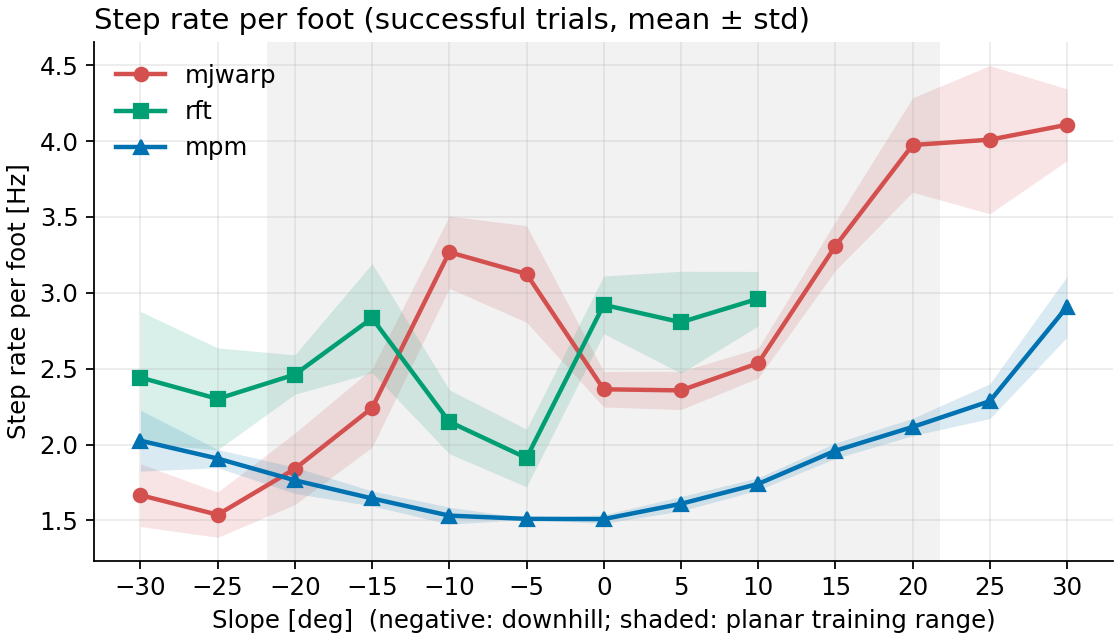 Step rate per foot (successful trials, mean ± std)
mjwarp
rft
mpm
Step rate per foot [Hz]
4.5
4.0
3.5
3.0
2.5
2.0
1.5
−30 −25 −20 −15 −10 −5 0 5 10 15 20 25 30
Slope [deg]  (negative: downhill; shaded: planar training range)